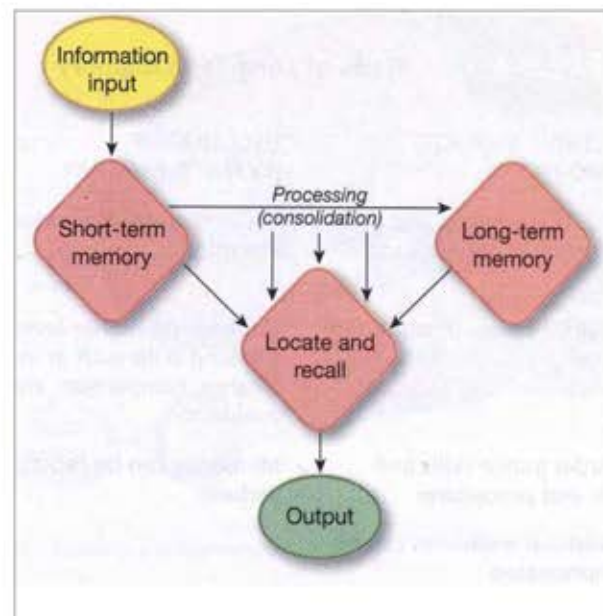 Information
input
Processing
(consolidation)
Short-term
memory
Long-term
memory
Locate and
recall
Output